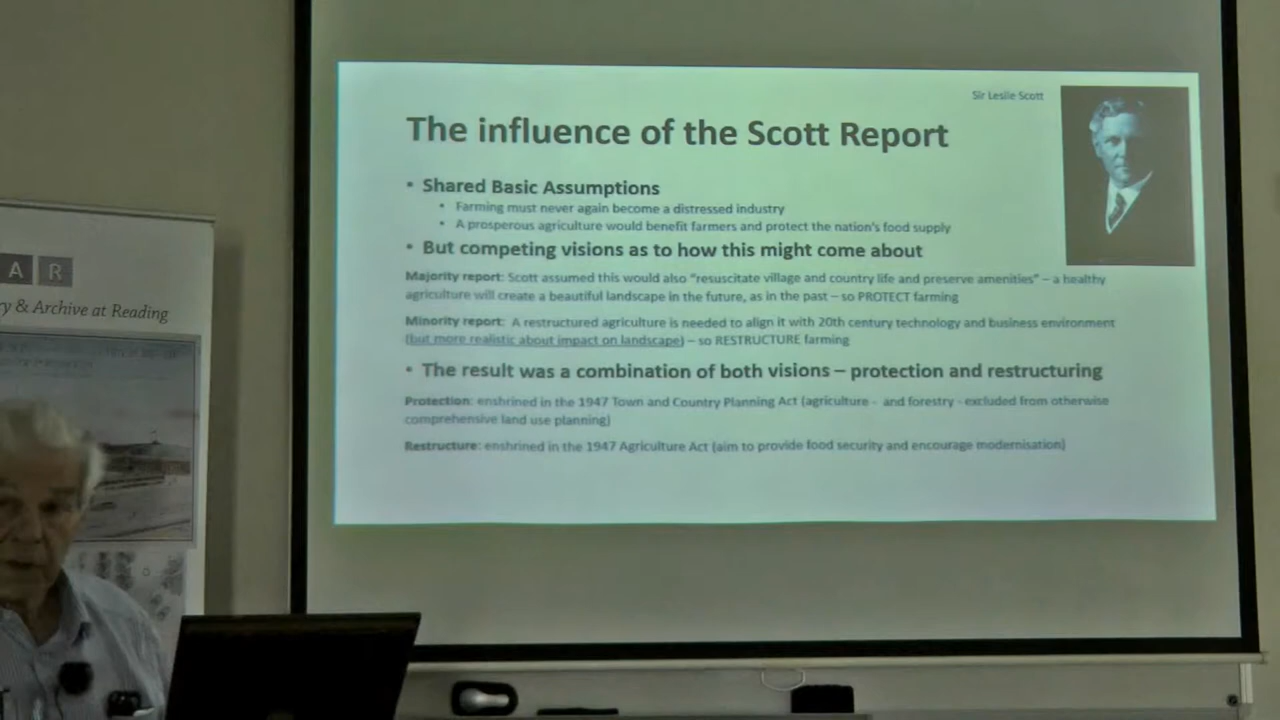 Sir Leslie Scott
The influence of the Scott Report
• Shared Basic Assumptions
• Farming must never again become a distressed industry
• A prosperous agriculture would benefit farmers and protect the nation's food supply
• But competing visions as to how this might come about
Majority report: Scott assumed this would also "resuscitate village and country life and preserve amenities" – a healthy
agriculture will create a beautiful landscape in the future, as in the past – so PROTECT farming
Minority report: A restructured agriculture is needed to align it with 20th century technology and business environment
(but more realistic about impact on landscape) – so RESTRUCTURE farming
• The result was a combination of both visions – protection and restructuring
Protection: enshrined in the 1947 Town and Country Planning Act (agriculture - and forestry - excluded from otherwise
comprehensive land use planning)
Restructure: enshrined in the 1947 Agriculture Act (aim to provide food security and encourage modernisation)
A R
y & Archive at Reading